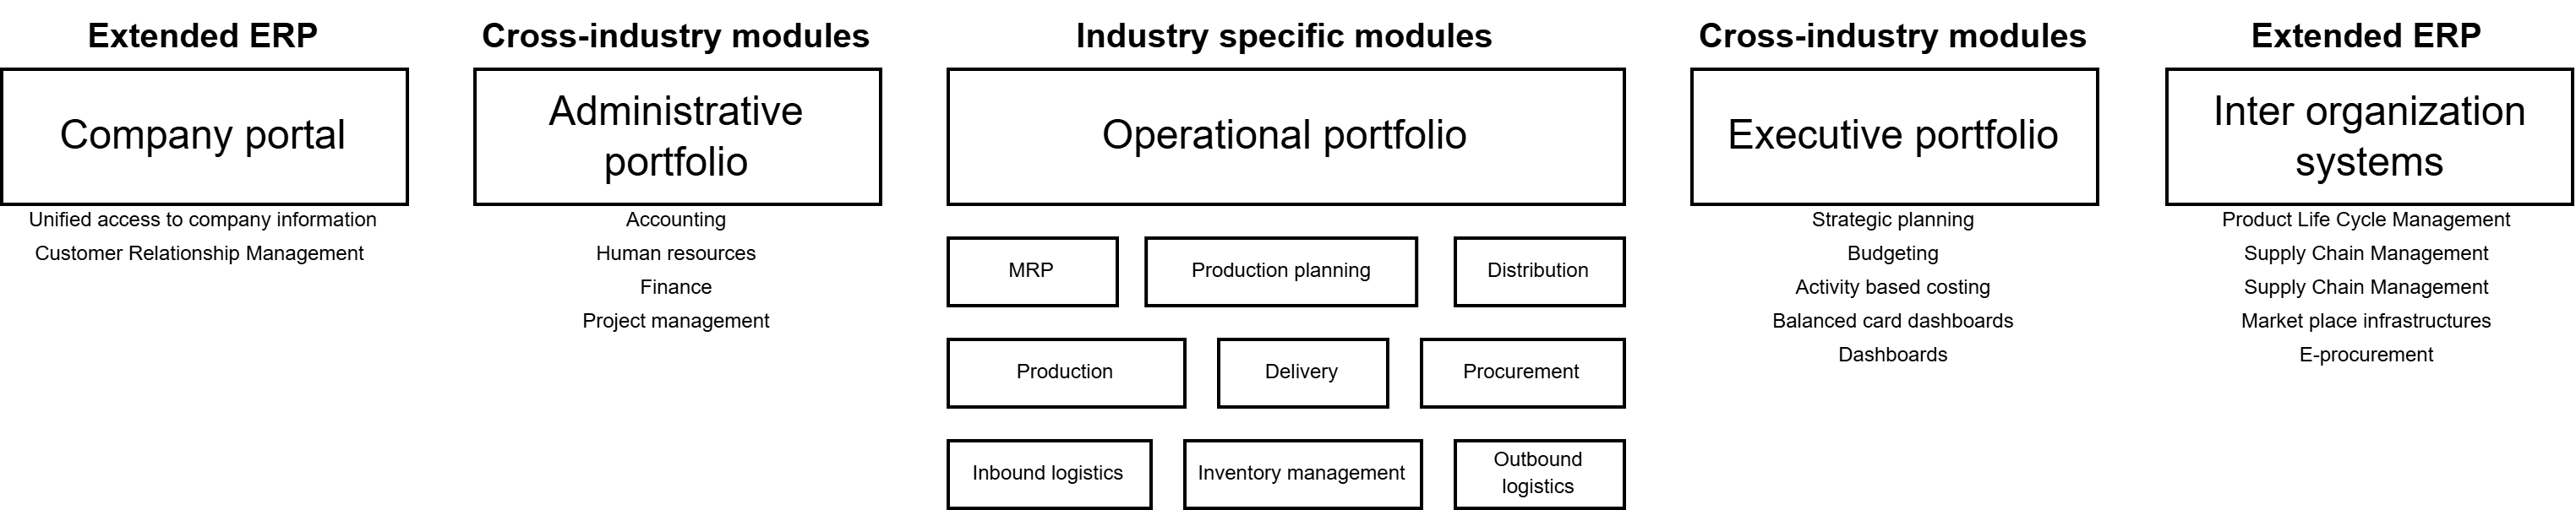 Extended ERP
Company portal
Unified access to company information
Customer Relationship Management
Cross-industry modules
Administrative
portfolio
Accounting
Human resources
Finance
Project management
Industry specific modules
Operational portfolio
MRP
Production planning
Distribution
Production
Delivery
Procurement
Inbound logistics
Inventory management
Outbound
logistics
Cross-industry modules
Executive portfolio
Strategic planning
Budgeting
Activity based costing
Balanced card dashboards
Dashboards
Extended ERP
Inter organization
systems
Product Life Cycle Management
Supply Chain Management
Supply Chain Management
Market place infrastructures
E-procurement